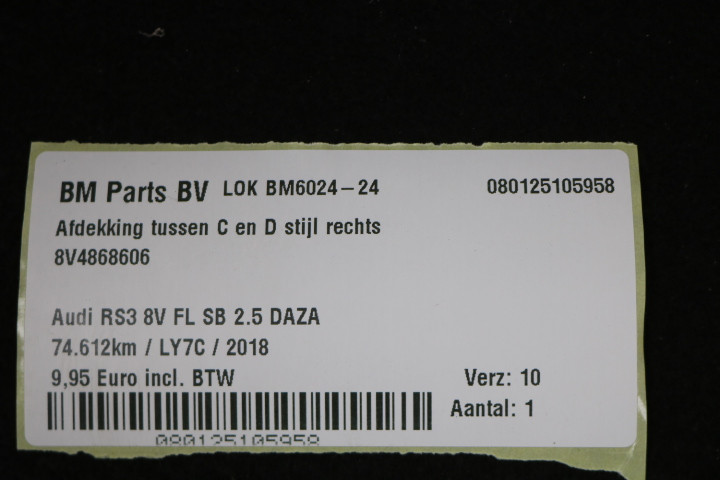 BM Parts BV LOK BM6024-24 080125105958
Afdekking tussen C en D stijl rechts
8V4868606
Audi RS3 8V FL SB 2.5 DAZA
74.612km / LY7C / 2018
9,95 Euro incl. BTW Verz: 10
Aantal: 1
080125105958